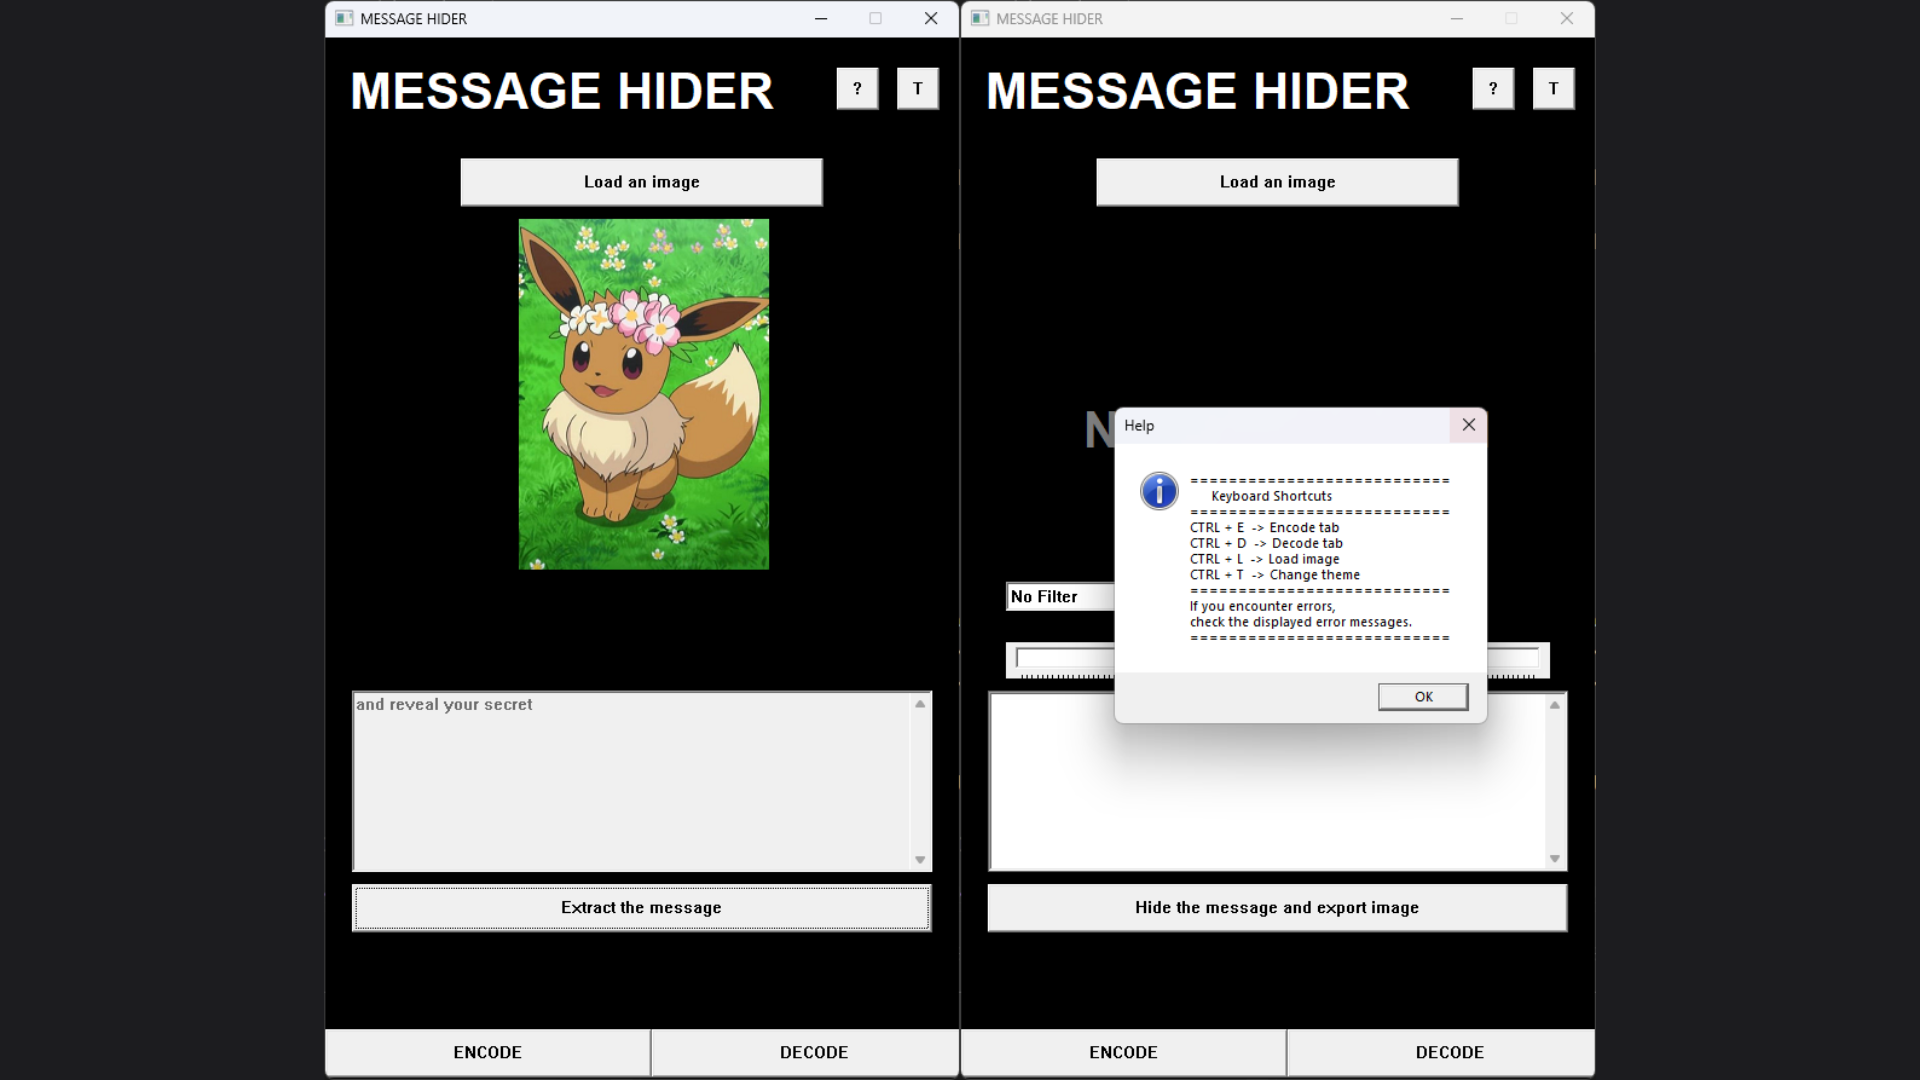 MESSAGE HIDER
MESSAGE HIDER
?
T
Load an image
and reveal your secret
Extract the message
ENCODE
DECODE
MESSAGE HIDER
MESSAGE HIDER
?
T
Load an image
N
No Filter
Help
===========================
Keyboard Shortcuts
===========================
CTRL + E -> Encode tab
CTRL + D -> Decode tab
CTRL + L -> Load image
CTRL + T -> Change theme
===========================
If you encounter errors,
check the displayed error messages.
===========================
OK
Hide the message and export image
ENCODE
DECODE